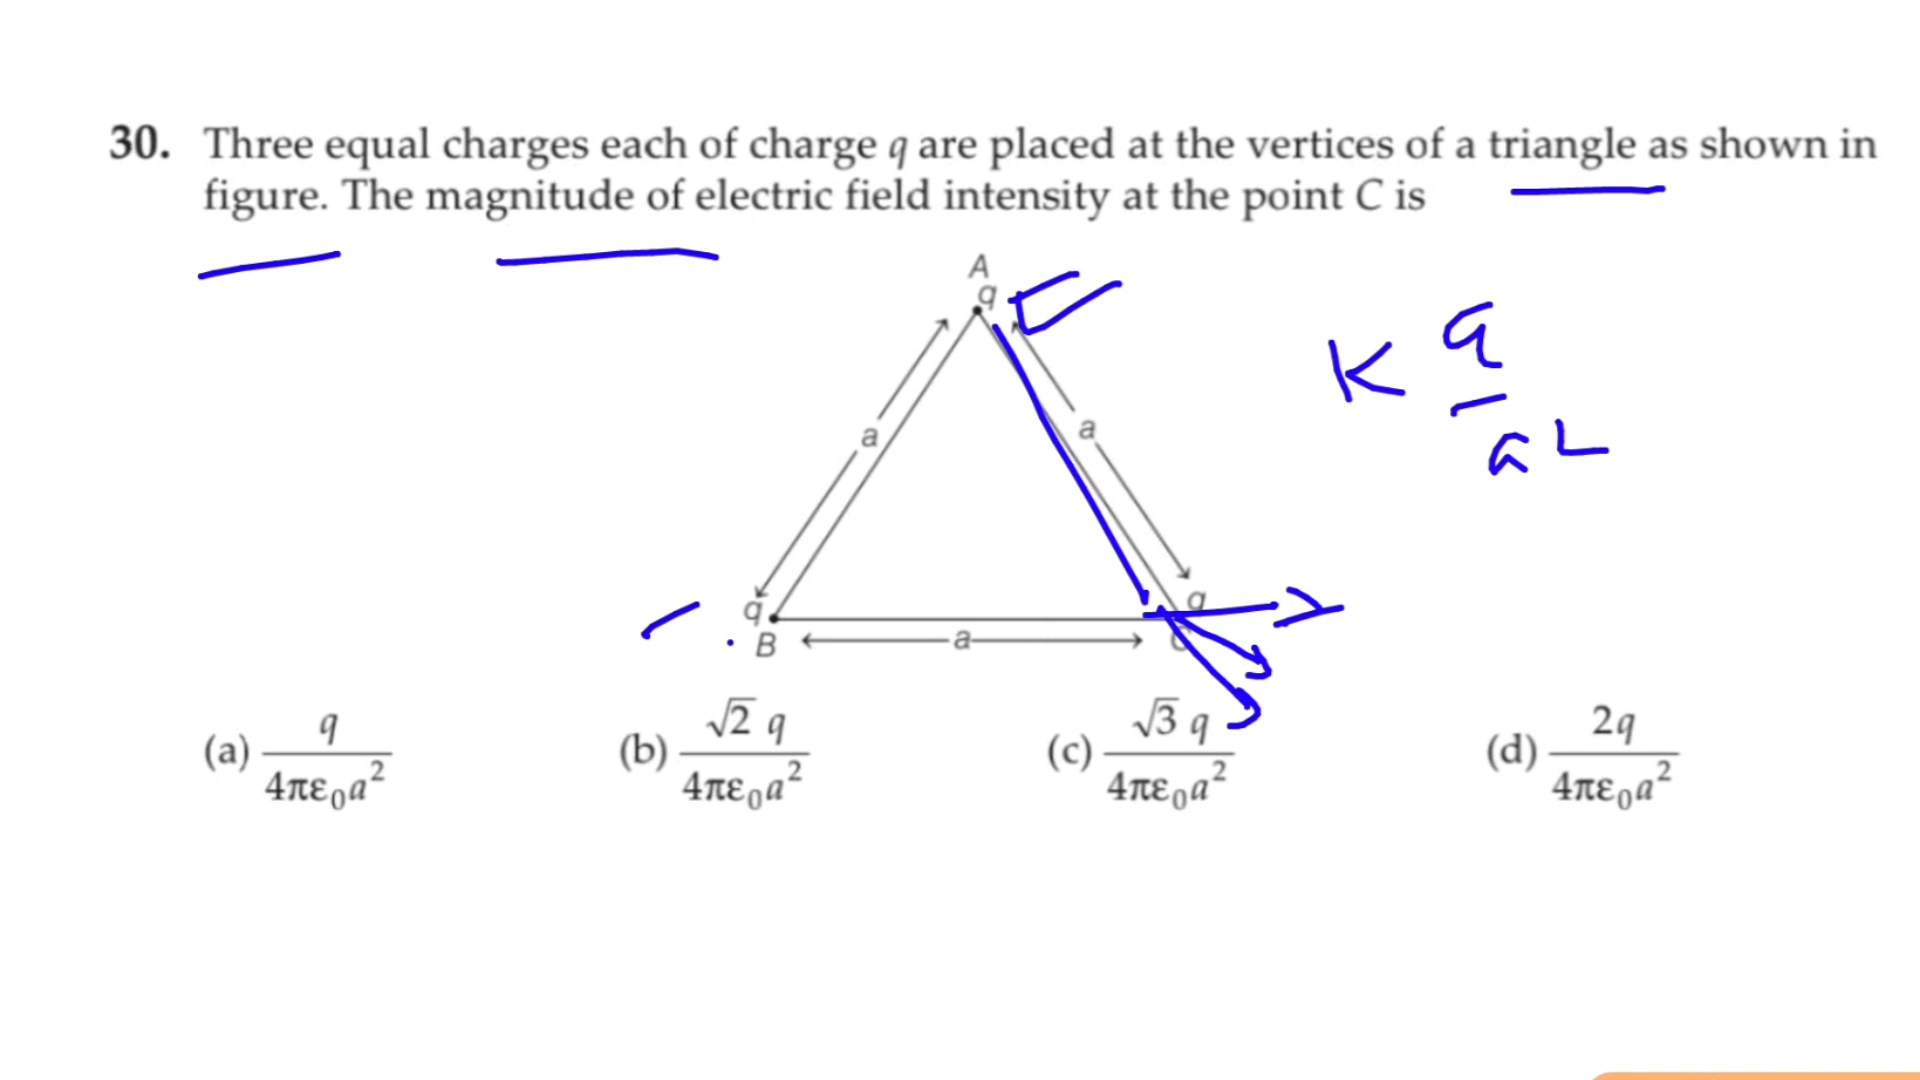 30. Three equal charges each of charge q are placed at the vertices of a triangle as shown in
figure. The magnitude of electric field intensity at the point C is
A
q
K q
a²
a
a
q
q
B
a
C
(a) q / 4πε₀a²
(b) √2 q / 4πε₀a²
(c) √3 q / 4πε₀a²
(d) 2q / 4πε₀a²